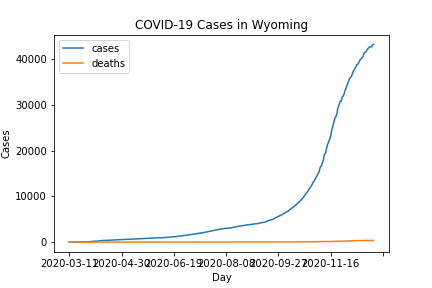 COVID-19 Cases in Wyoming
cases
deaths
40000
30000
20000
10000
0
Cases
2020-03-11
2020-04-30
2020-06-19
2020-08-08
2020-09-27
2020-11-16
Day